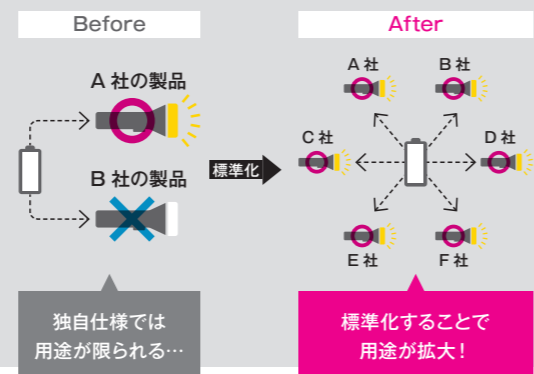 Before
A 社の製品
B 社の製品
独自仕様では
用途が限られる…
標準化
After
A 社
B 社
C 社
D 社
E 社
F 社
標準化することで
用途が拡大！